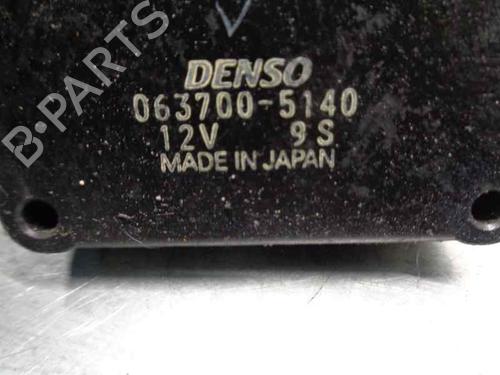 B-PARTS
DENSO
063700-5140
12V 9S
MADE IN JAPAN